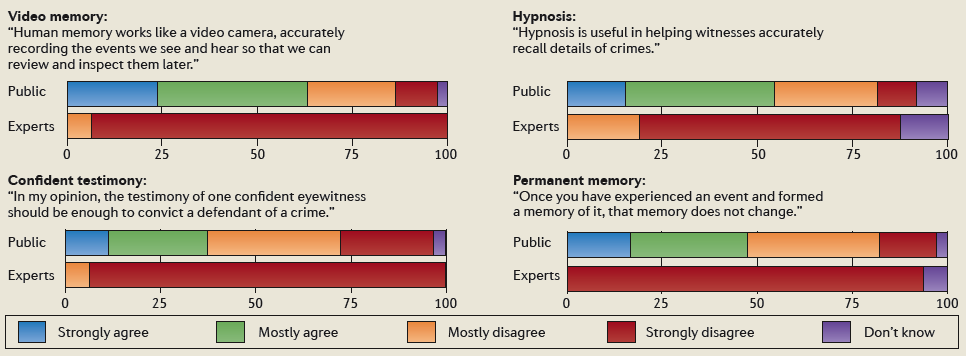 Video memory:
“Human memory works like a video camera, accurately
recording the events we see and hear so that we can
review and inspect them later.”
Public
Experts
0 25 50 75 100
Hypnosis:
“Hypnosis is useful in helping witnesses accurately
recall details of crimes.”
Public
Experts
0 25 50 75 100
Confident testimony:
“In my opinion, the testimony of one confident eyewitness
should be enough to convict a defendant of a crime.”
Public
Experts
0 25 50 75 100
Permanent memory:
“Once you have experienced an event and formed
a memory of it, that memory does not change.”
Public
Experts
0 25 50 75 100
Strongly agree Mostly agree Mostly disagree Strongly disagree Don’t know